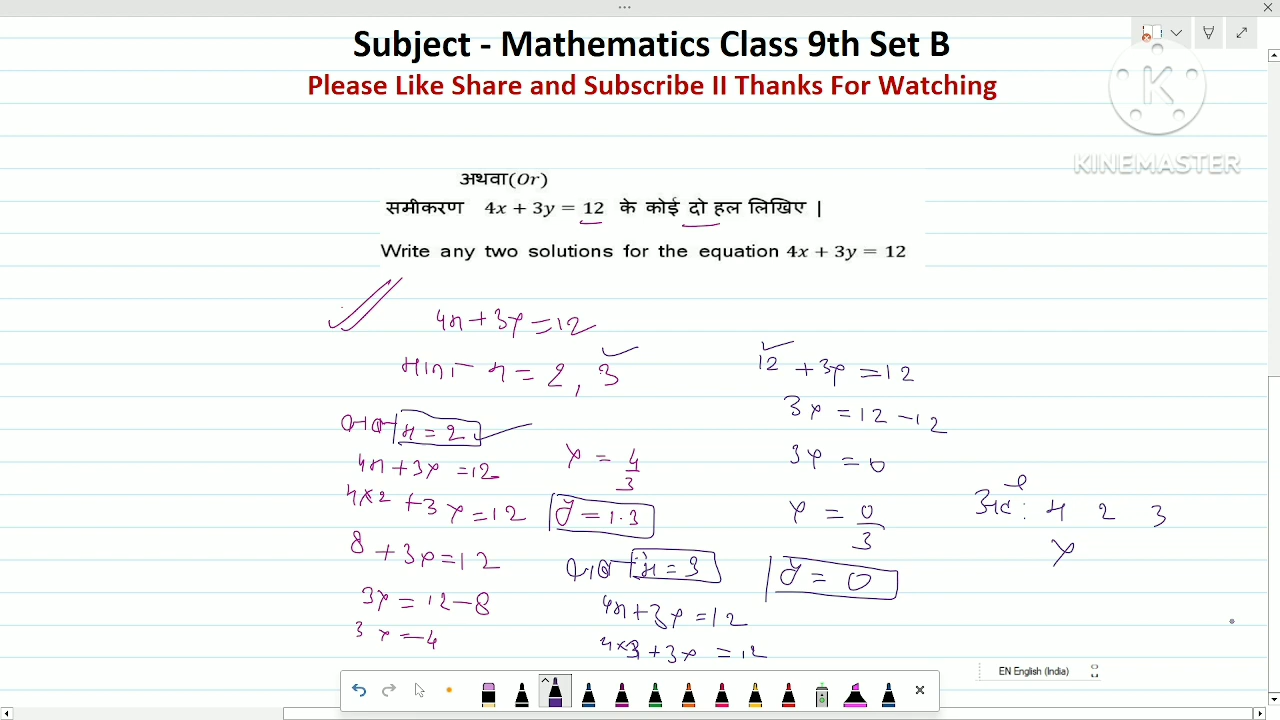 Subject - Mathematics Class 9th Set B
Please Like Share and Subscribe II Thanks For Watching
K
KINEMASTER
अथवा(Or)
समीकरण 4x + 3y = 12 के कोई दो हल लिखिए |
Write any two solutions for the equation 4x + 3y = 12
4x + 3y = 12
x = 2, 3
x = 2
4x + 3y = 12
4×2 + 3y = 12
8 + 3y = 12
3y = 12 - 8
3y = 4
y = 4/3
y = 1.3
x = 3
4x + 3y = 12
4×3 + 3y = 12
12 + 3y = 12
3y = 12 - 12
3y = 0
y = 0/3
y = 0
x 2 3
y
EN English (India)